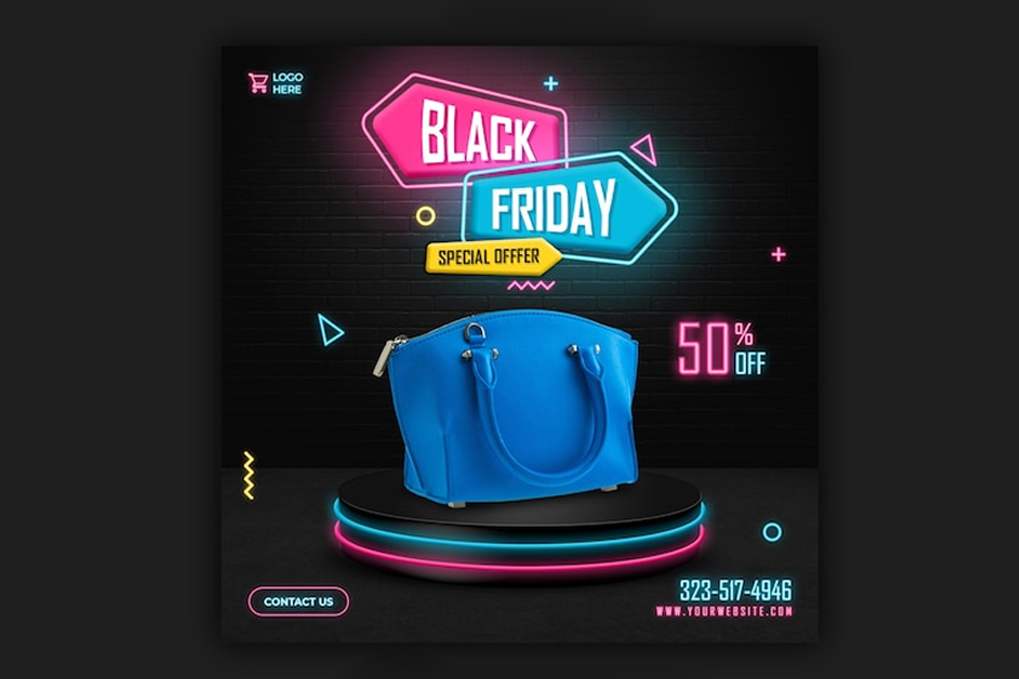 LOGO
HERE
BLACK
FRIDAY
SPECIAL OFFFER
50%
OFF
CONTACT US
323-517-4946
WWW.YOURWEBSITE.COM